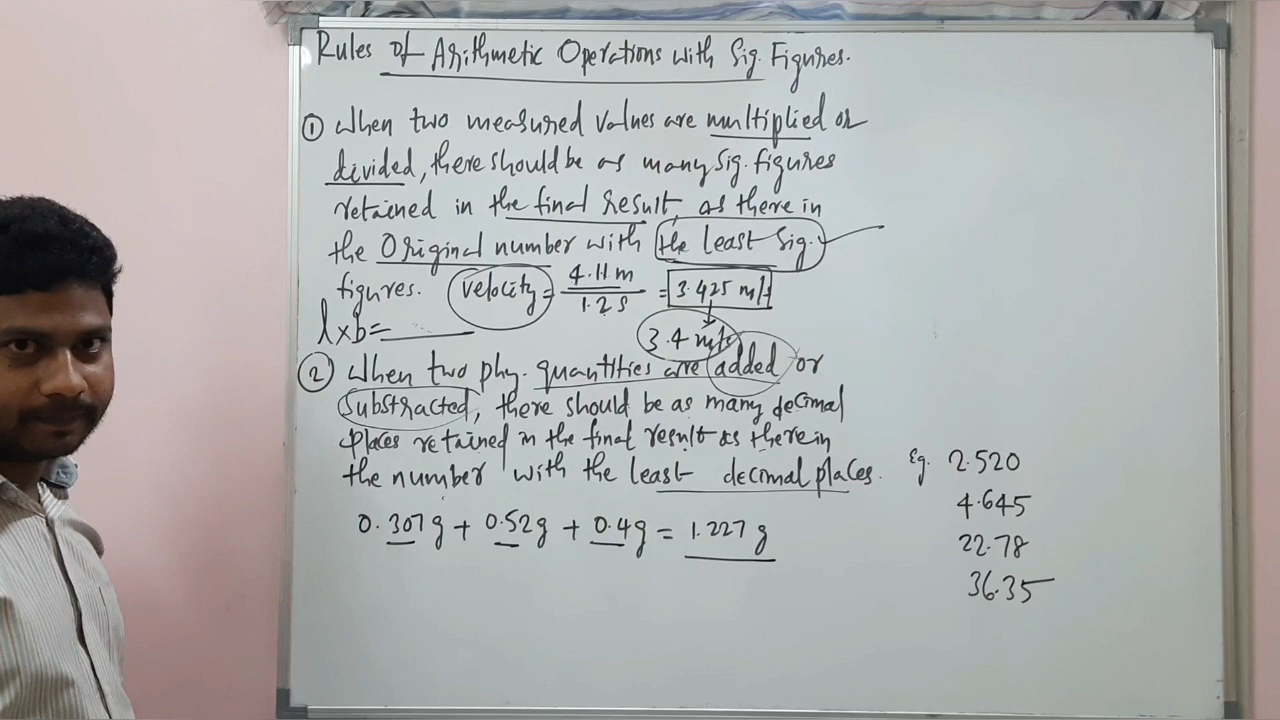 Rules of Arithmetic Operations with Sig. Figures.
① When two measured values are multiplied or
divided, there should be as many Sig. figures
retained in the final result, as there in
the Original number with the least Sig.
figures. Velocity = 4.11 m / 1.2 s = 3.425 m/s
l x b = 3.4 m/s
② When two phy. quantities are added or
Substracted, there should be as many decimal
places retained in the final result as there in
the number with the least decimal places.
0.307 g + 0.52 g + 0.4 g = 1.227 g
Eg. 2.520
4.645
22.78
36.35